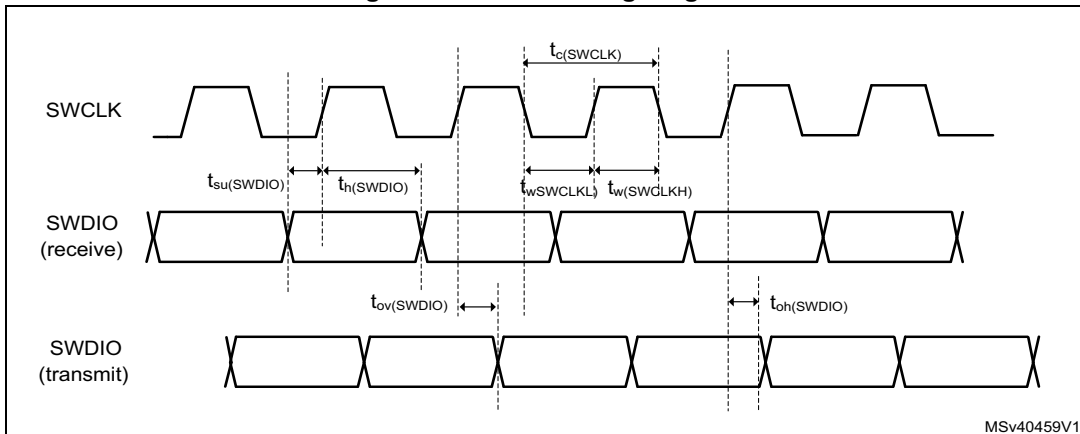 tc(SWCLK)
SWCLK
tsu(SWDIO) th(SWDIO) twSWCLKL) tw(SWCLKH)
SWDIO
(receive)
tov(SWDIO) toh(SWDIO)
SWDIO
(transmit)
MSv40459V1